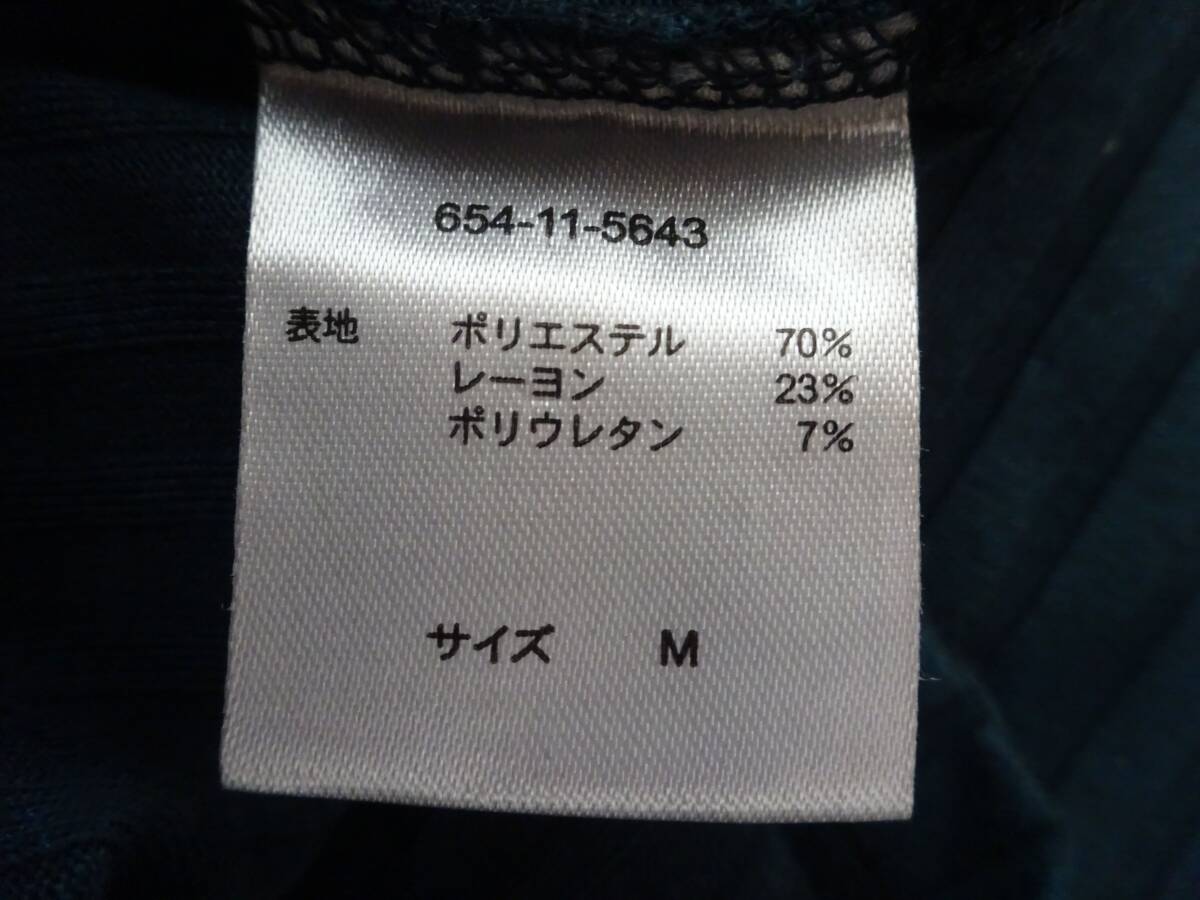 654-11-5643
表地 ポリエステル 70%
レーヨン 23%
ポリウレタン 7%
サイズ M